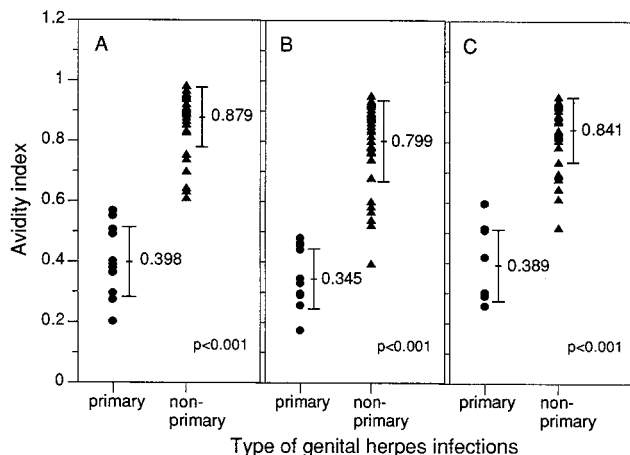 1.2
1
0.8
0.6
0.4
0.2
0
Avidity index
A
0.879
0.398
p<0.001
B
0.799
0.345
p<0.001
C
0.841
0.389
p<0.001
primary
non-
primary
primary
non-
primary
primary
non-
primary
Type of genital herpes infections